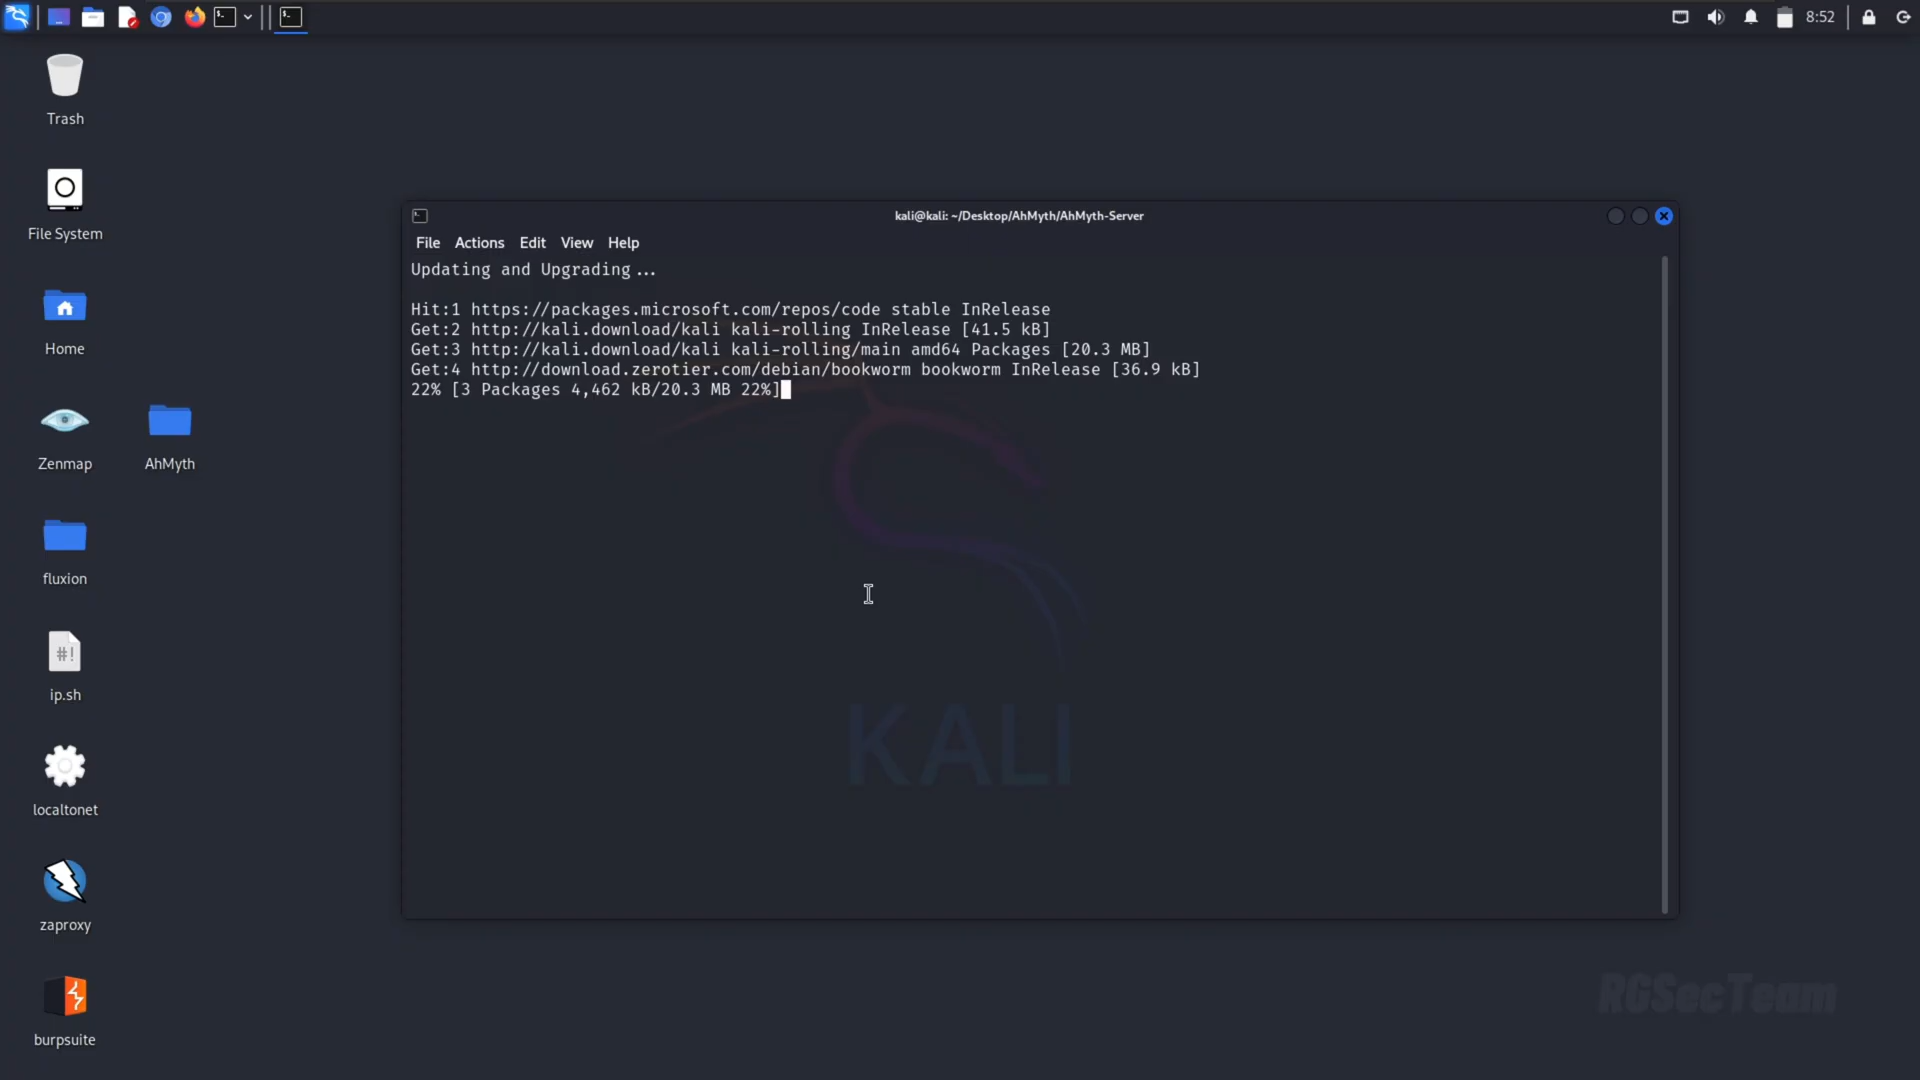 8:52
Trash
File System
Home
Zenmap
AhMyth
fluxion
#!
ip.sh
localtonet
zaproxy
burpsuite
kali@kali: ~/Desktop/AhMyth/AhMyth-Server
File Actions Edit View Help
Updating and Upgrading...
Hit:1 https://packages.microsoft.com/repos/code stable InRelease
Get:2 http://kali.download/kali kali-rolling InRelease [41.5 kB]
Get:3 http://kali.download/kali kali-rolling/main amd64 Packages [20.3 MB]
Get:4 http://download.zerotier.com/debian/bookworm bookworm InRelease [36.9 kB]
22% [3 Packages 4,462 kB/20.3 MB 22%]
KALI
RGSecTeam